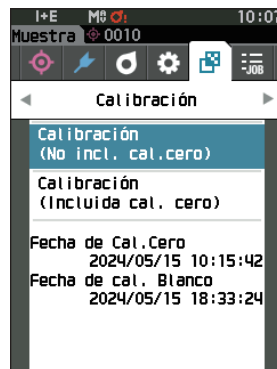 I+E M 10:07
Muestra 0010
-JOB
Calibración
Calibración
(No incl. cal.cero)
Calibración
(Incluida cal. cero)
Fecha de Cal.Cero
2024/05/15 10:15:42
Fecha de cal. Blanco
2024/05/15 18:33:24